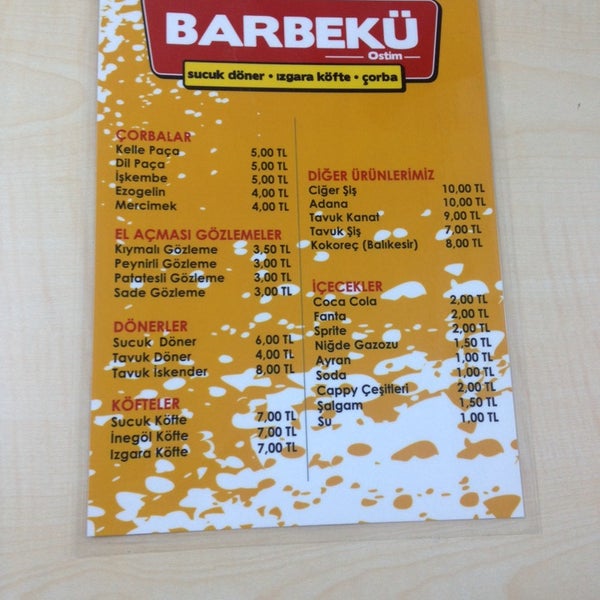 BARBEKÜ
Ostim
sucuk döner • ızgara köfte • çorba
ÇORBALAR
Kelle Paça 5,00 TL
Dil Paça 5,00 TL
İşkembe 5,00 TL
Ezogelin 4,00 TL
Mercimek 4,00 TL
EL AÇMASI GÖZLEMELER
Kıymalı Gözleme 3,50 TL
Peynirli Gözleme 3,00 TL
Patatesli Gözleme 3,00 TL
Sade Gözleme 3,00 TL
DÖNERLER
Sucuk Döner 6,00 TL
Tavuk Döner 4,00 TL
Tavuk İskender 8,00 TL
KÖFTELER
Sucuk Köfte 7,00 TL
İnegöl Köfte 7,00 TL
Izgara Köfte 7,00 TL
DİĞER ÜRÜNLERİMİZ
Ciğer Şiş 10,00 TL
Adana 10,00 TL
Tavuk Kanat 9,00 TL
Tavuk Şiş 7,00 TL
Kokoreç (Balıkesir) 8,00 TL
İÇECEKLER
Coca Cola 2,00 TL
Fanta 2,00 TL
Sprite 2,00 TL
Niğde Gazozu 1,50 TL
Ayran 1,00 TL
Soda 1,00 TL
Cappy Çeşitleri 2,00 TL
Şalgam 1,50 TL
Su 1,00 TL